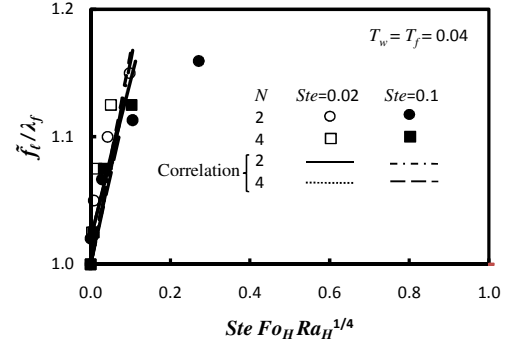 1.2
T_w = T_f = 0.04
N Ste=0.02 Ste=0.1
2
4
Correlation 2
4
1.1
1.0
f̃_ℓ/λ_f
0.0 0.2 0.4 0.6 0.8 1.0
Ste Fo_H Ra_H^1/4